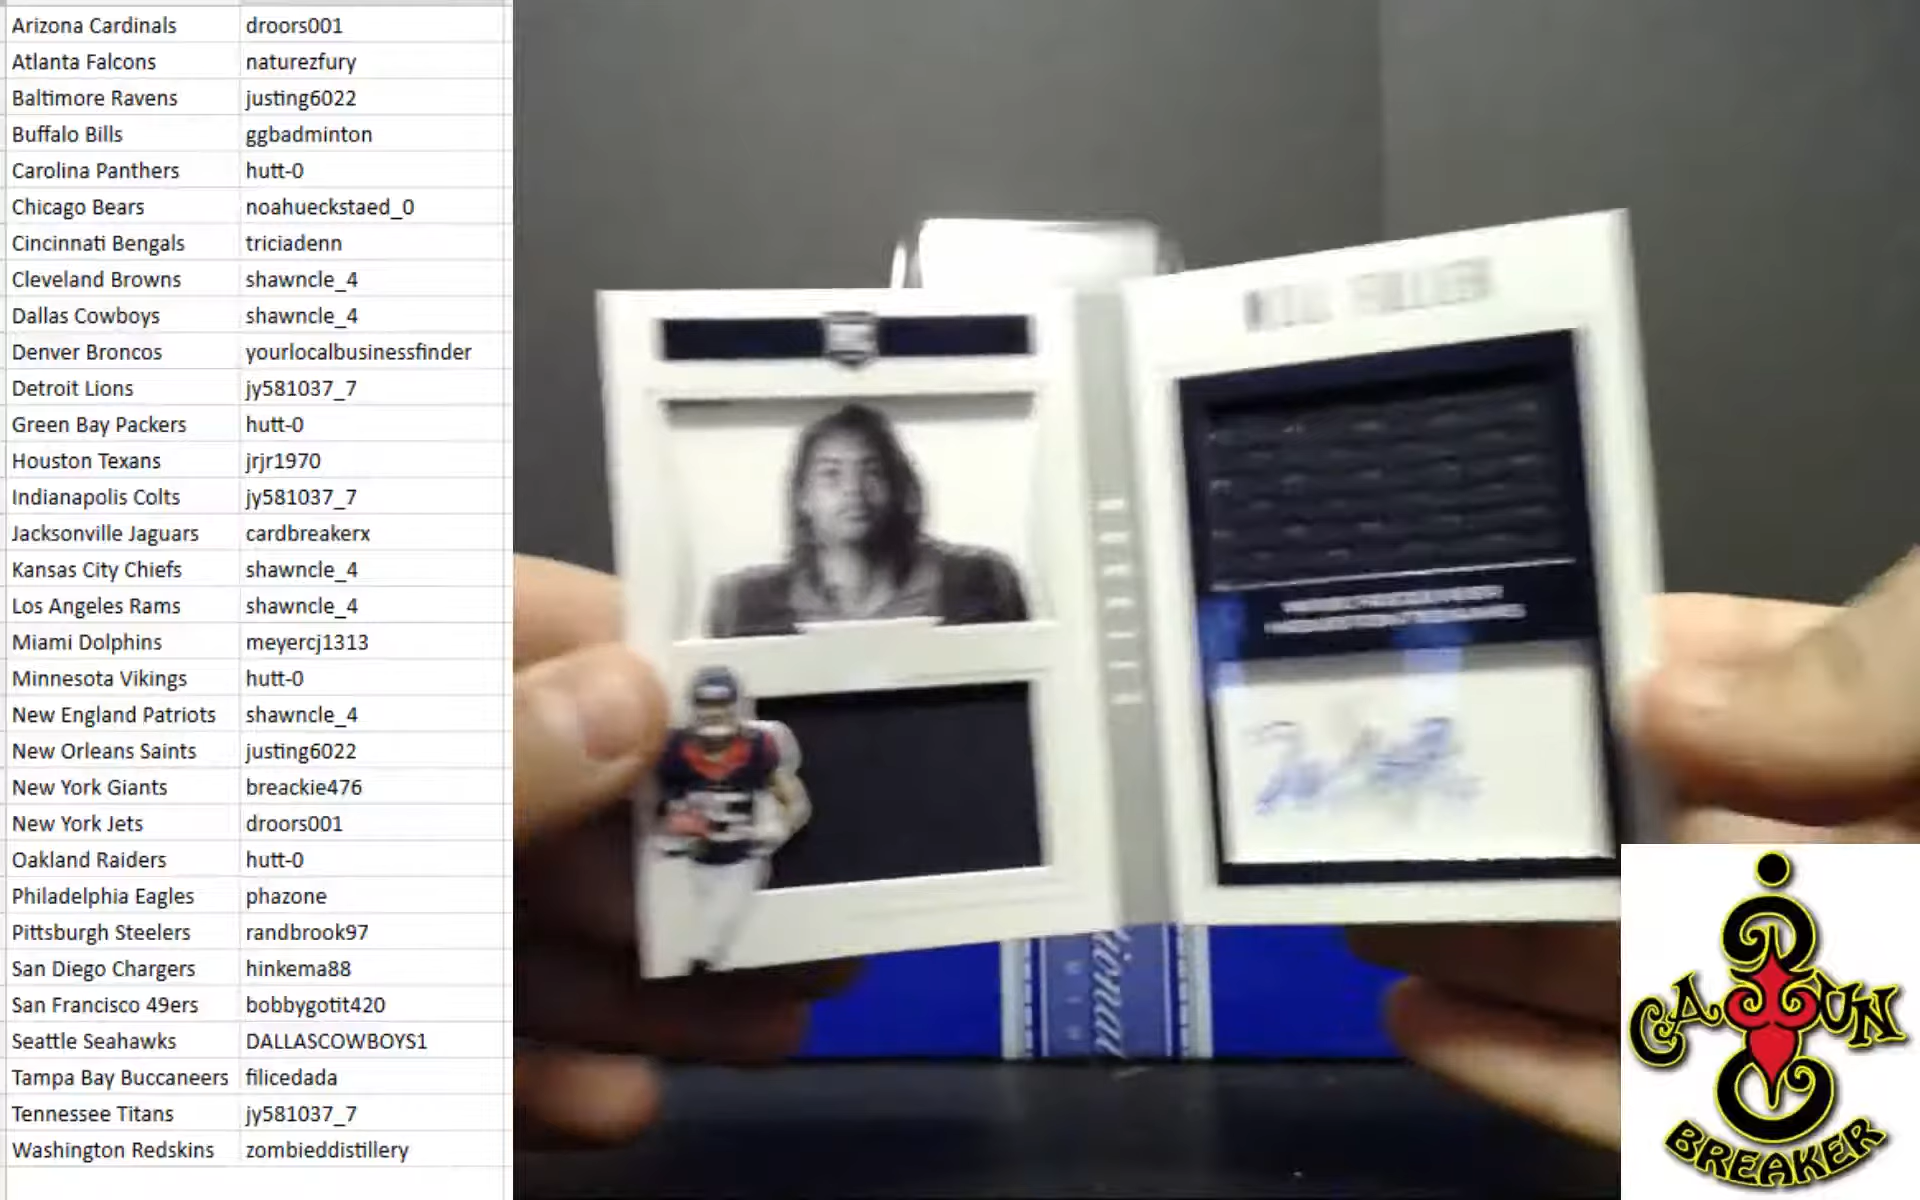 Arizona Cardinals droors001
Atlanta Falcons naturezfury
Baltimore Ravens justing6022
Buffalo Bills ggbadminton
Carolina Panthers hutt-0
Chicago Bears noahueckstaed_0
Cincinnati Bengals triciadenn
Cleveland Browns shawncle_4
Dallas Cowboys shawncle_4
Denver Broncos yourlocalbusinessfinder
Detroit Lions jy581037_7
Green Bay Packers hutt-0
Houston Texans jrjr1970
Indianapolis Colts jy581037_7
Jacksonville Jaguars cardbreakerx
Kansas City Chiefs shawncle_4
Los Angeles Rams shawncle_4
Miami Dolphins meyercj1313
Minnesota Vikings hutt-0
New England Patriots shawncle_4
New Orleans Saints justing6022
New York Giants breackie476
New York Jets droors001
Oakland Raiders hutt-0
Philadelphia Eagles phazone
Pittsburgh Steelers randbrook97
San Diego Chargers hinkema88
San Francisco 49ers bobbygotit420
Seattle Seahawks DALLASCOWBOYS1
Tampa Bay Buccaneers filicedada
Tennessee Titans jy581037_7
Washington Redskins zombieddistillery
WILL FULLER
CAJUN
BREAKER